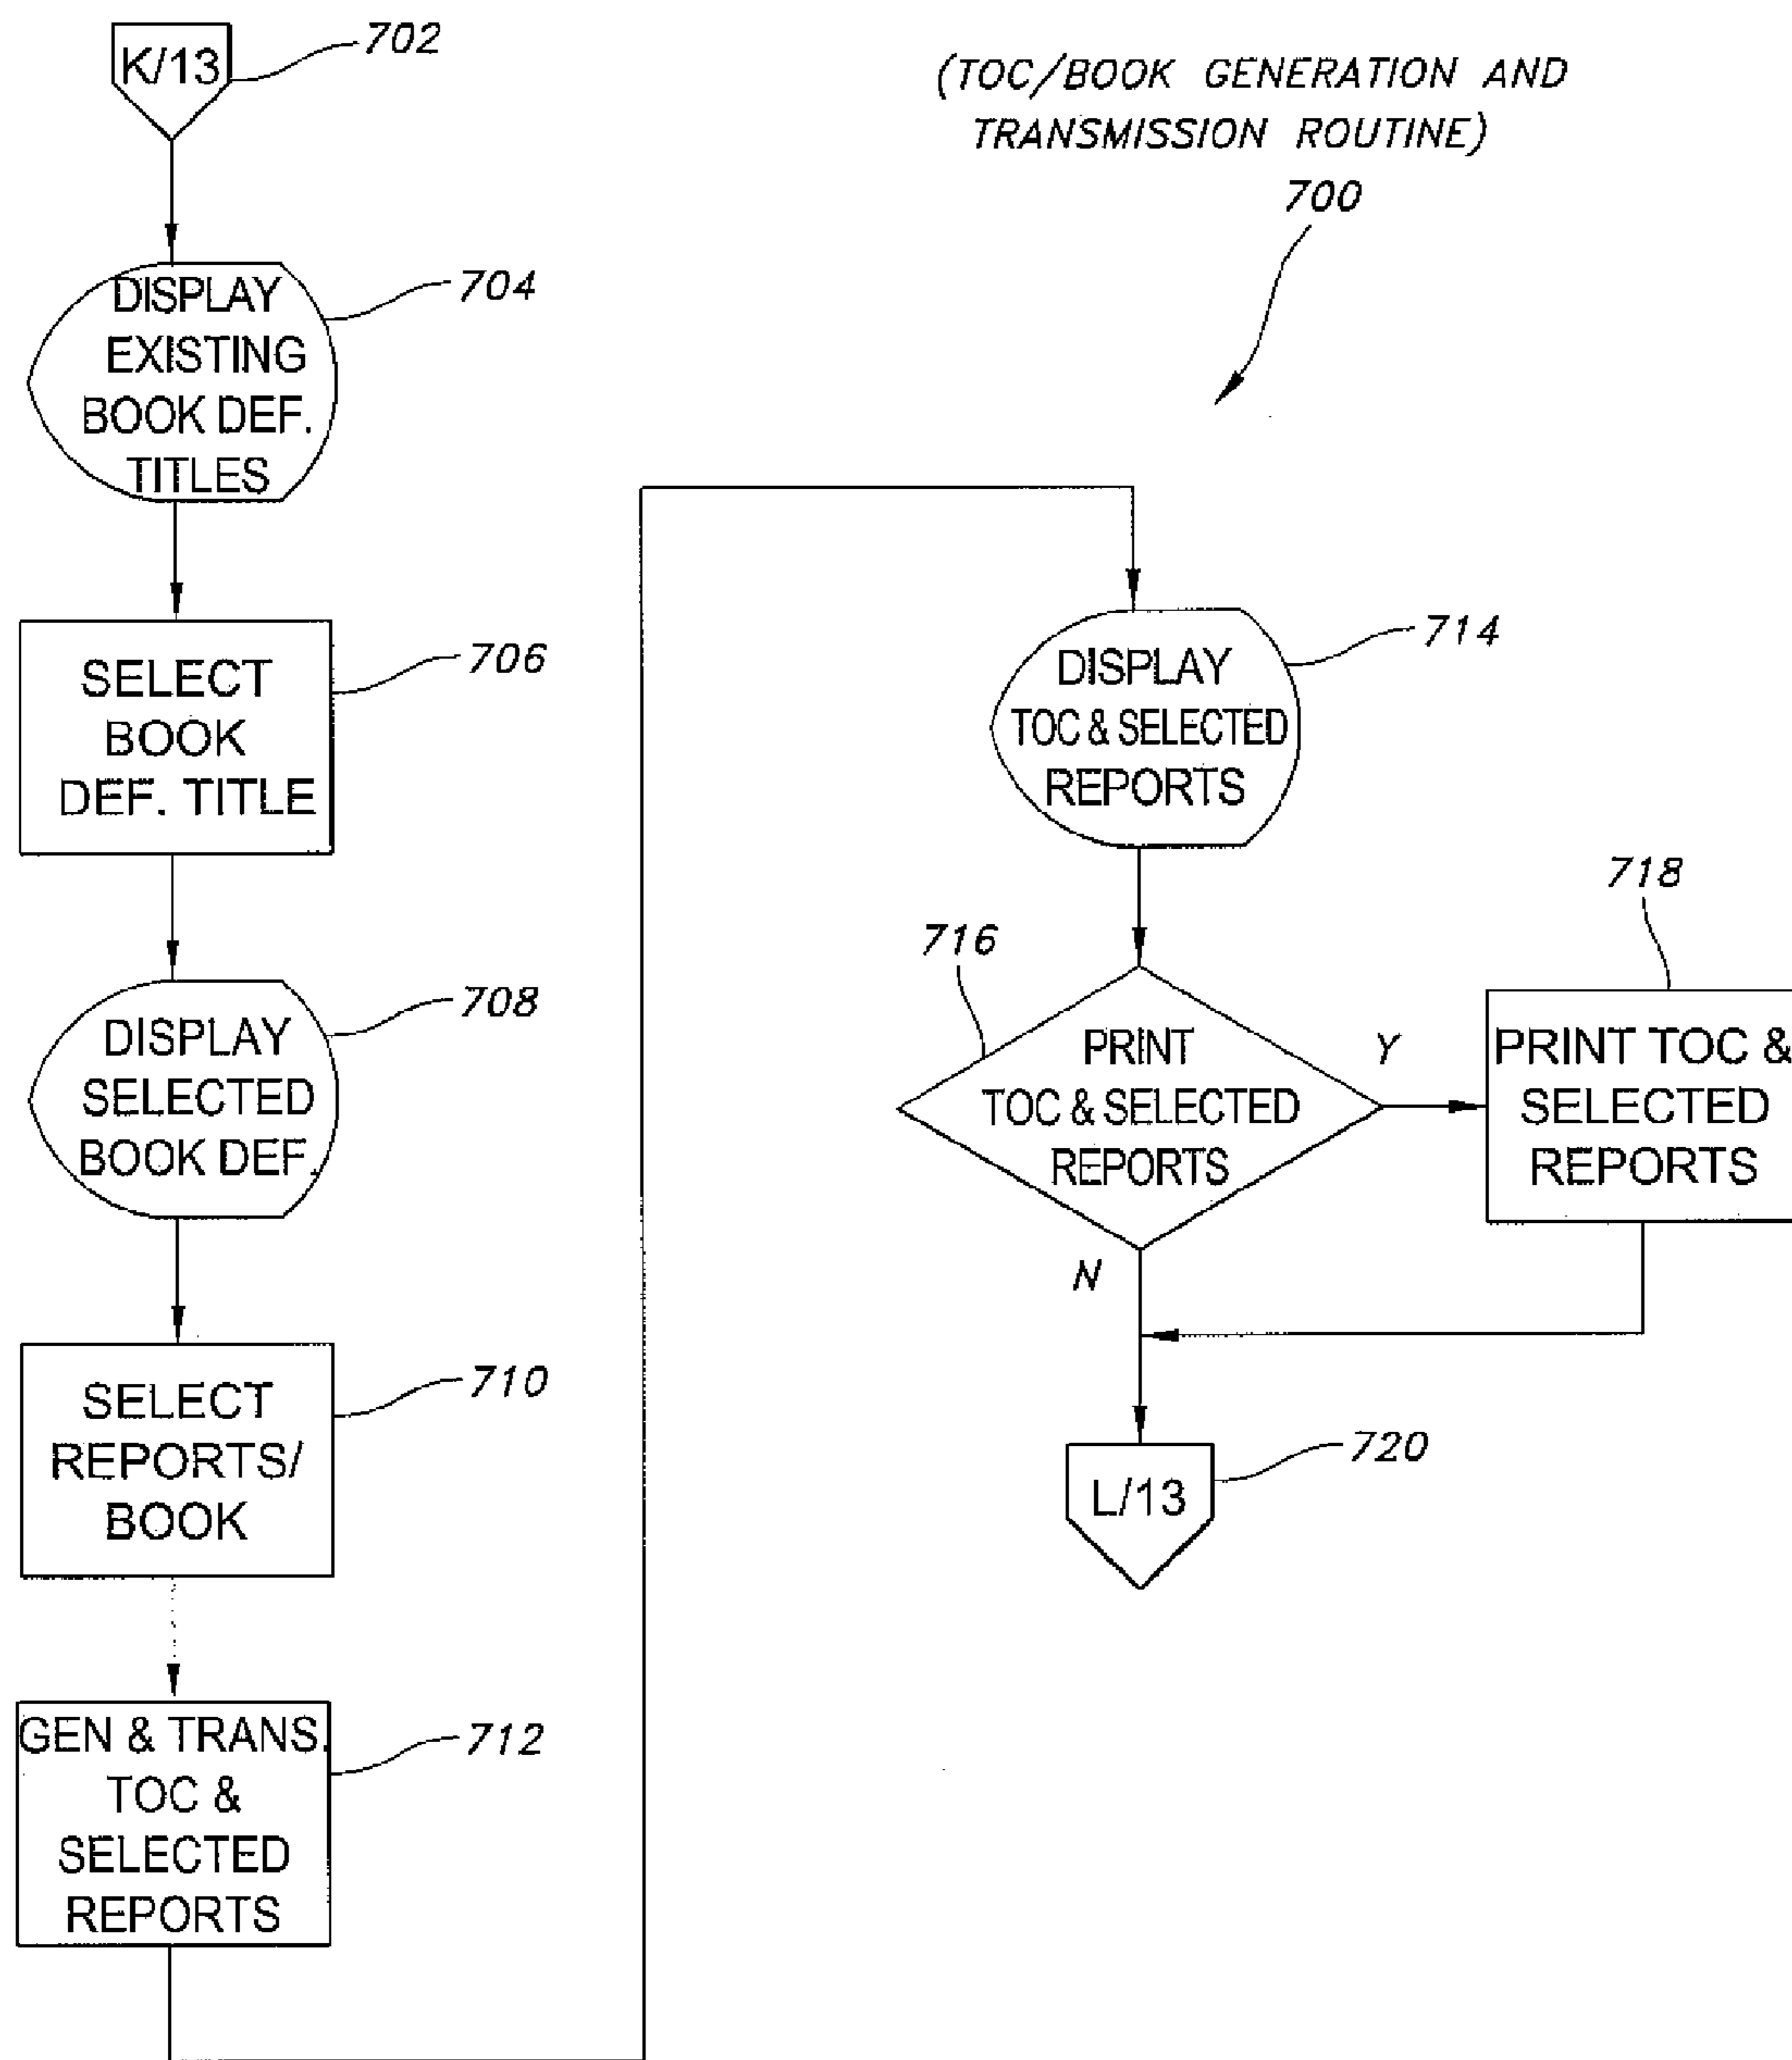 K/13
702
(TOC/BOOK GENERATION AND
TRANSMISSION ROUTINE)
700
DISPLAY
EXISTING
BOOK DEF.
TITLES
704
SELECT
BOOK
DEF. TITLE
706
DISPLAY
SELECTED
BOOK DEF.
708
SELECT
REPORTS/
BOOK
710
GEN & TRANS.
TOC &
SELECTED
REPORTS
712
DISPLAY
TOC & SELECTED
REPORTS
714
716
PRINT
TOC & SELECTED
REPORTS
Y
N
718
PRINT TOC &
SELECTED
REPORTS
L/13
720